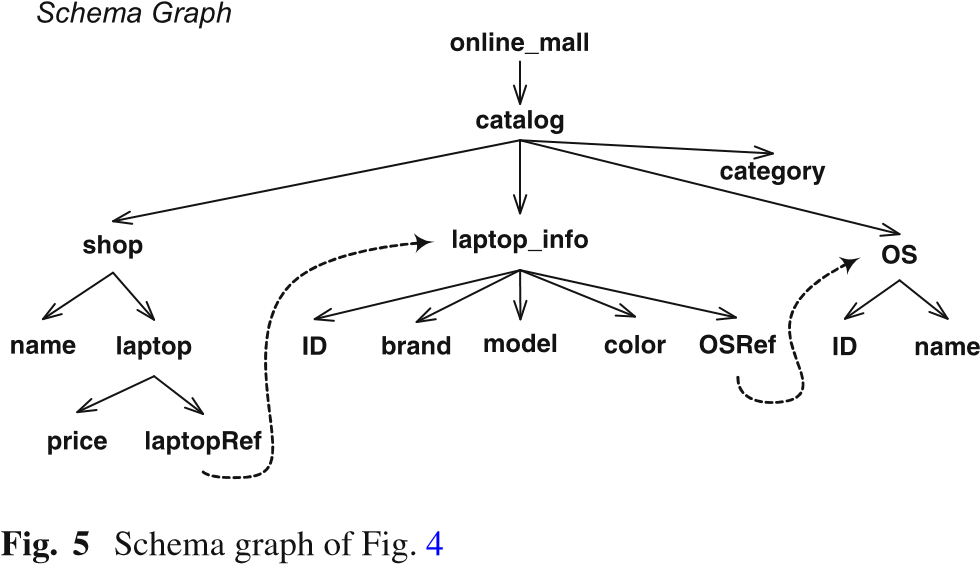 Schema Graph
online_mall
catalog
category
shop
laptop_info
OS
name laptop ID brand model color OSRef ID name
price laptopRef
Fig. 5 Schema graph of Fig. 4